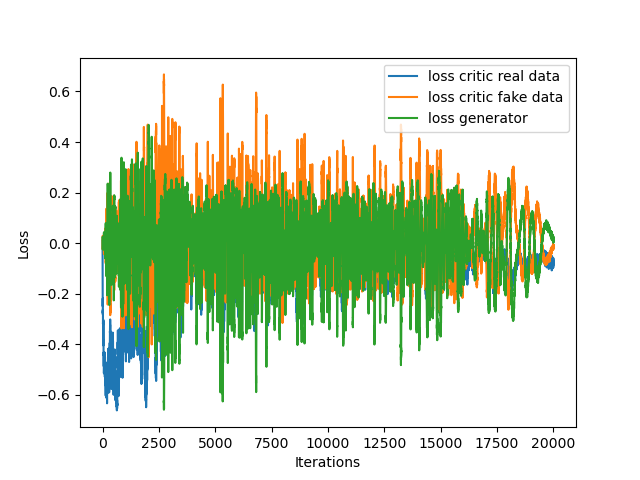 loss critic real data
loss critic fake data
loss generator
0.6
0.4
0.2
0.0
−0.2
−0.4
−0.6
Loss
0 2500 5000 7500 10000 12500 15000 17500 20000
Iterations